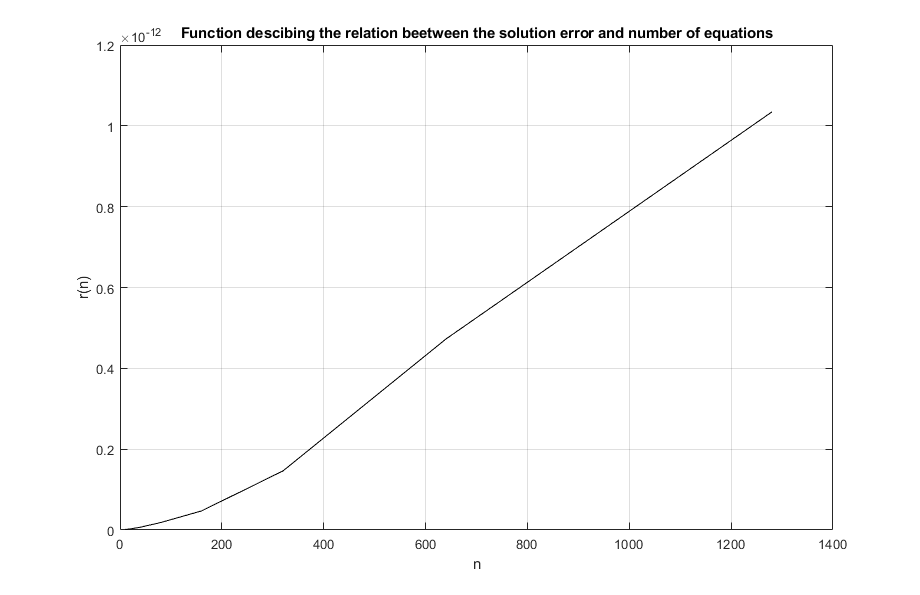 ×10-12
Function descibing the relation beetween the solution error and number of equations
1.2
1
0.8
0.6
0.4
0.2
0
r(n)
0 200 400 600 800 1000 1200 1400
n